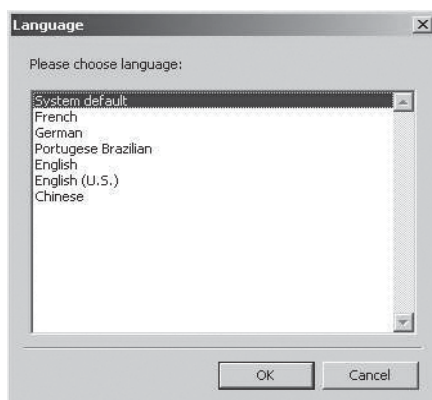 Language
Please choose language:
System default
French
German
Portugese Brazilian
English
English (U.S.)
Chinese
OK
Cancel